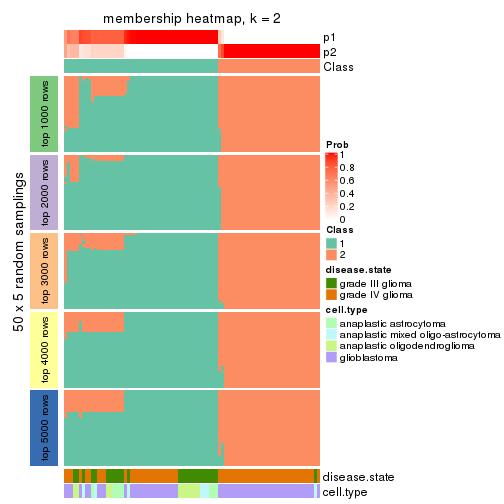 membership heatmap, k = 2
p1
p2
Class
50 x 5 random samplings
top 1000 rows
top 2000 rows
top 3000 rows
top 4000 rows
top 5000 rows
Prob
1
0.8
0.6
0.4
0.2
0
Class
1
2
disease.state
grade III glioma
grade IV glioma
cell.type
anaplastic astrocytoma
anaplastic mixed oligo-astrocytoma
anaplastic oligodendroglioma
glioblastoma
disease.state
cell.type